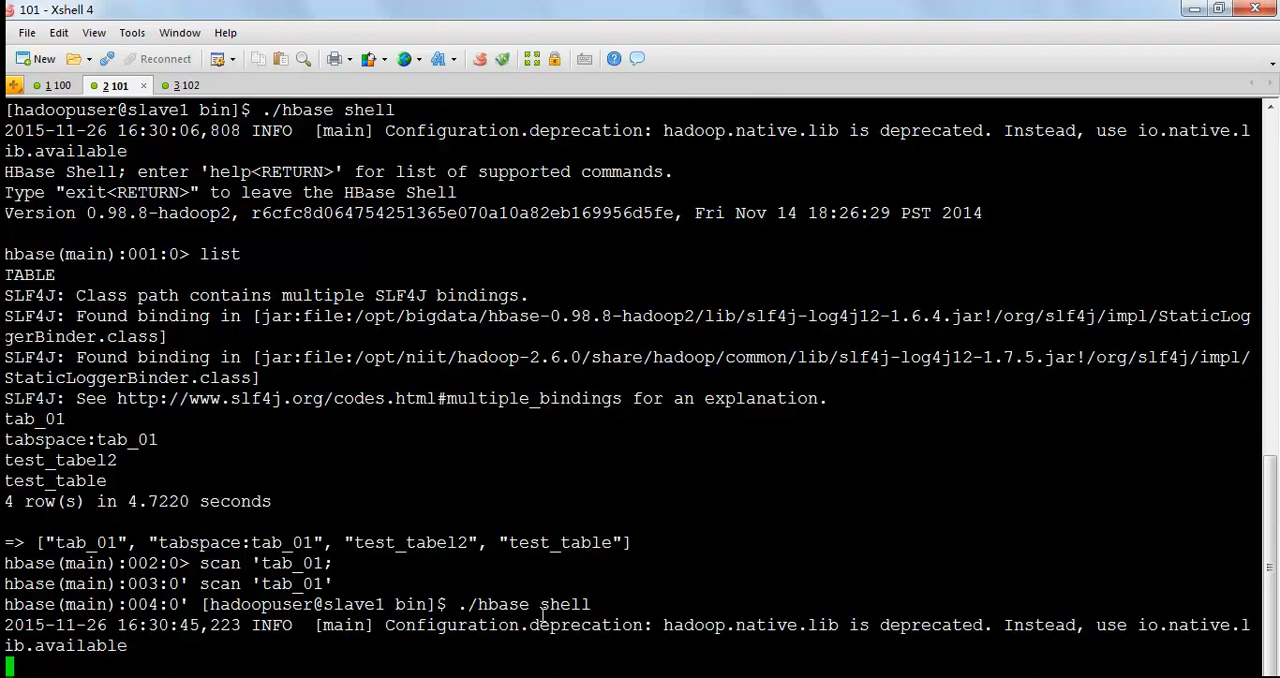 101 - Xshell 4
File Edit View Tools Window Help
New Reconnect
1 100 2 101 × 3 102
[hadoopuser@slave1 bin]$ ./hbase shell
2015-11-26 16:30:06,808 INFO  [main] Configuration.deprecation: hadoop.native.lib is deprecated. Instead, use io.native.l
ib.available
HBase Shell; enter 'help<RETURN>' for list of supported commands.
Type "exit<RETURN>" to leave the HBase Shell
Version 0.98.8-hadoop2, r6cfc8d064754251365e070a10a82eb169956d5fe, Fri Nov 14 18:26:29 PST 2014
hbase(main):001:0> list
TABLE
SLF4J: Class path contains multiple SLF4J bindings.
SLF4J: Found binding in [jar:file:/opt/bigdata/hbase-0.98.8-hadoop2/lib/slf4j-log4j12-1.6.4.jar!/org/slf4j/impl/StaticLog
gerBinder.class]
SLF4J: Found binding in [jar:file:/opt/niit/hadoop-2.6.0/share/hadoop/common/lib/slf4j-log4j12-1.7.5.jar!/org/slf4j/impl/
StaticLoggerBinder.class]
SLF4J: See http://www.slf4j.org/codes.html#multiple_bindings for an explanation.
tab_01
tabspace:tab_01
test_tabel2
test_table
4 row(s) in 4.7220 seconds
=> ["tab_01", "tabspace:tab_01", "test_tabel2", "test_table"]
hbase(main):002:0> scan 'tab_01;
hbase(main):003:0' scan 'tab_01'
hbase(main):004:0' [hadoopuser@slave1 bin]$ ./hbase shell
2015-11-26 16:30:45,223 INFO  [main] Configuration.deprecation: hadoop.native.lib is deprecated. Instead, use io.native.l
ib.available